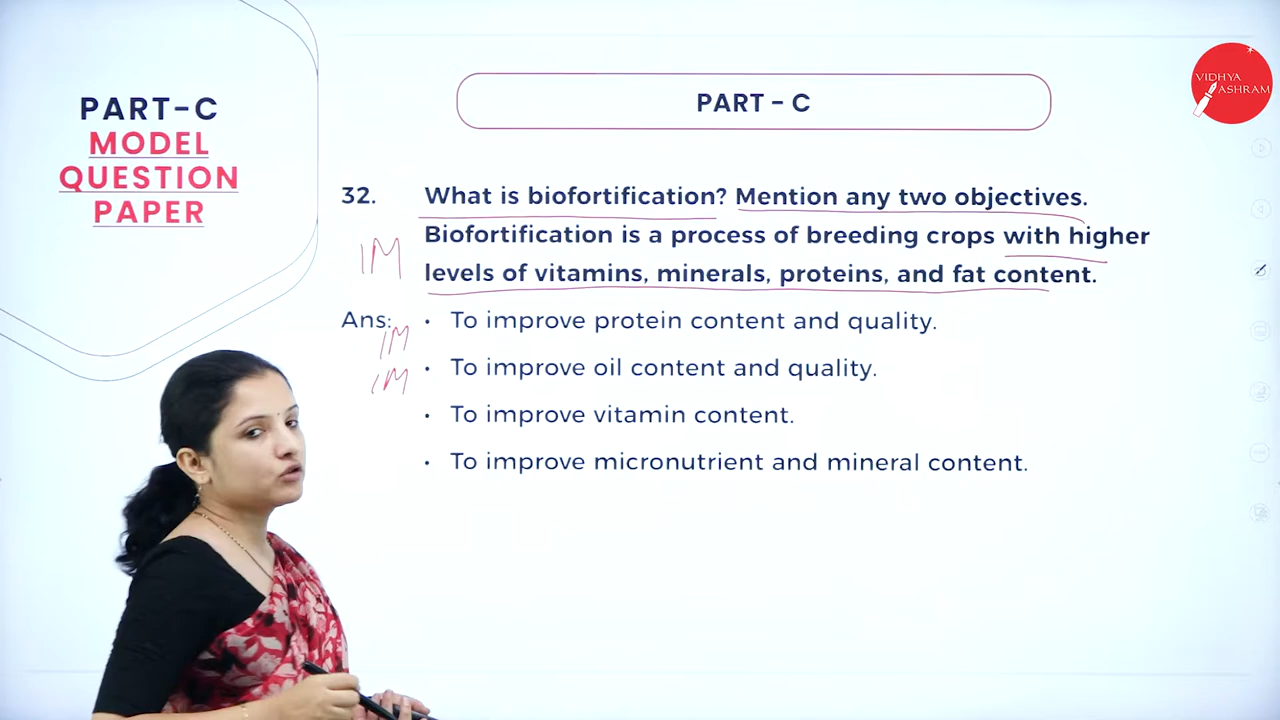 PART-C
MODEL
QUESTION
PAPER
PART - C
VIDHYA
ASHRAM
32. What is biofortification? Mention any two objectives.
1M Biofortification is a process of breeding crops with higher
levels of vitamins, minerals, proteins, and fat content.
Ans: • To improve protein content and quality.
1M
1M • To improve oil content and quality.
• To improve vitamin content.
• To improve micronutrient and mineral content.